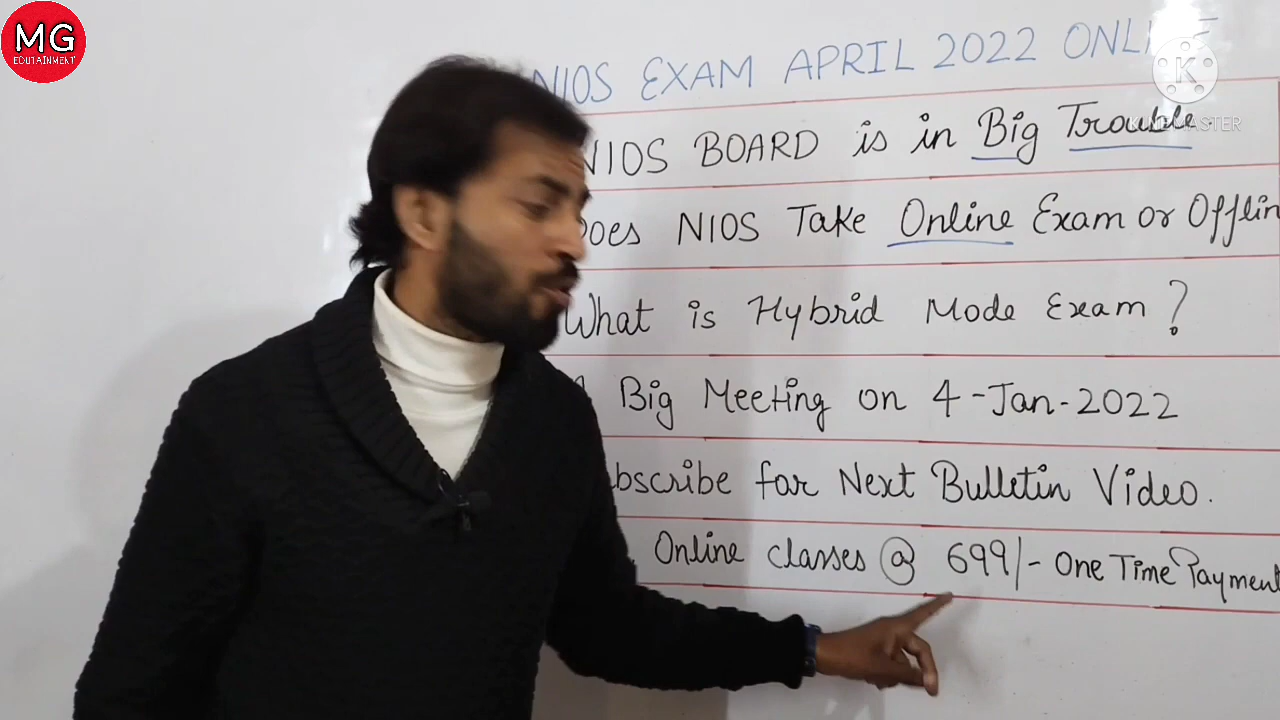 MG
EDUTAINMENT
NIOS EXAM APRIL 2022
KINEMASTER
NIOS BOARD is in Big Trouble.
Does NIOS Take Online Exam or Offlin
What is Hybrid Mode Exam ?
Big Meeting on 4-Jan-2022
bscribe for Next Bulletin Video.
Online classes @ 699/- One Time Payment